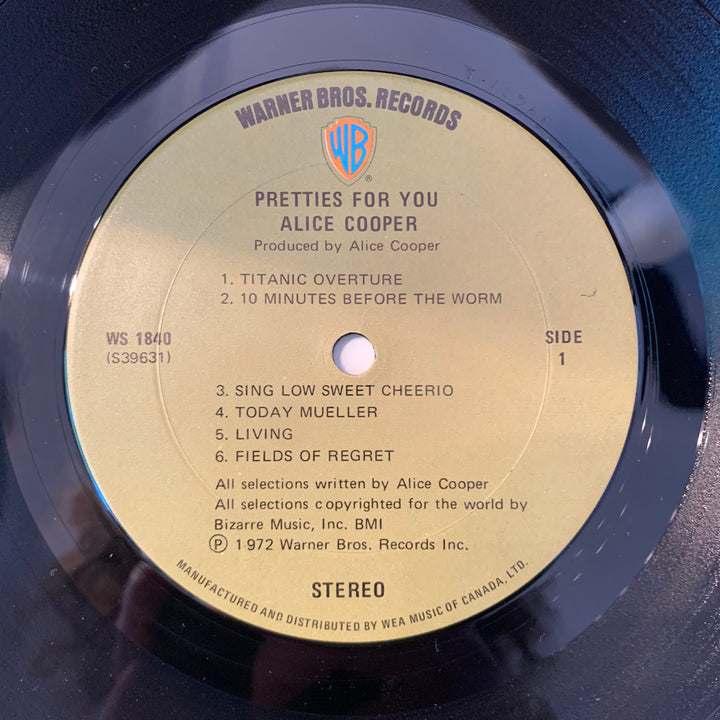 WARNER BROS. RECORDS
WB
®
PRETTIES FOR YOU
ALICE COOPER
Produced by Alice Cooper
1. TITANIC OVERTURE
2. 10 MINUTES BEFORE THE WORM
WS 1840
(S39631)
SIDE
1
3. SING LOW SWEET CHEERIO
4. TODAY MUELLER
5. LIVING
6. FIELDS OF REGRET
All selections written by Alice Cooper
All selections copyrighted for the world by
Bizarre Music, Inc. BMI
Ⓟ 1972 Warner Bros. Records Inc.
STEREO
MANUFACTURED AND DISTRIBUTED BY WEA MUSIC OF CANADA, LTD.